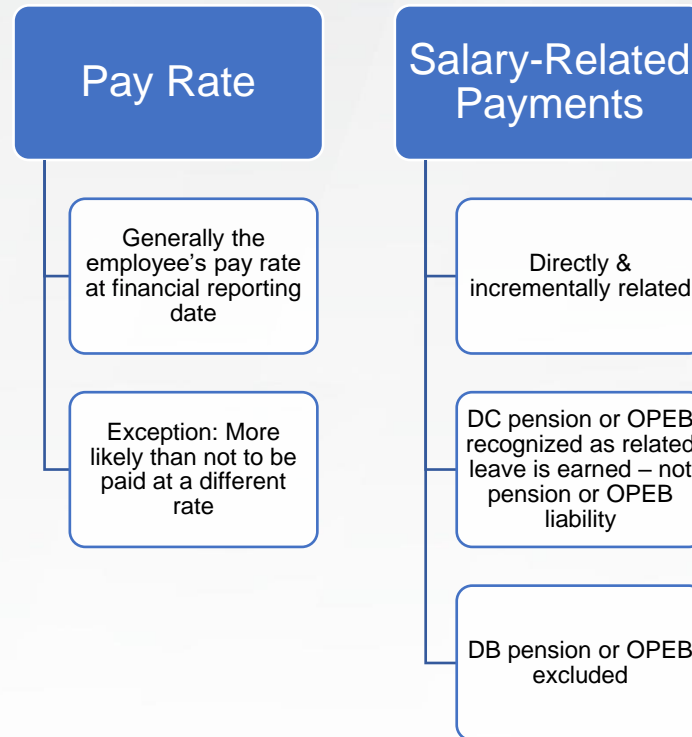 Pay Rate
Generally the
employee's pay rate
at financial reporting
date
Exception: More
likely than not to be
paid at a different
rate
Salary-Related
Payments
Directly &
incrementally related
DC pension or OPEB
recognized as related
leave is earned – not
pension or OPEB
liability
DB pension or OPEB
excluded